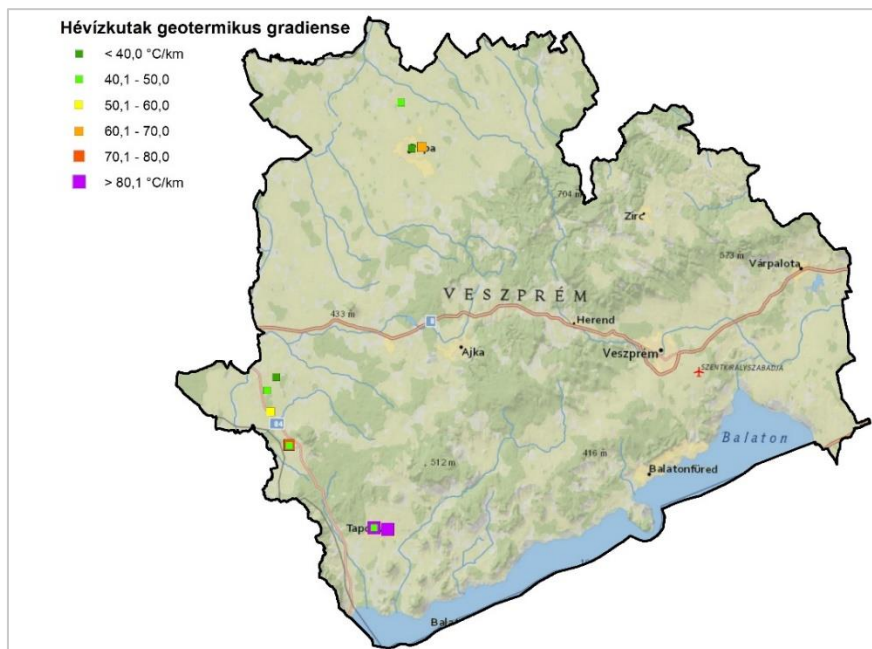 Hévízkutak geotermikus gradiense
< 40,0 °C/km
40,1 - 50,0
50,1 - 60,0
60,1 - 70,0
70,1 - 80,0
> 80,1 °C/km
704 m
Zirc
573 m
Várpalota
VESZPRÉM
433 m
8
Herend
Ajka
Veszprém
SZENTKIRÁLYSZABADJA
84
Balaton
512 m
416 m
Balatonfüred